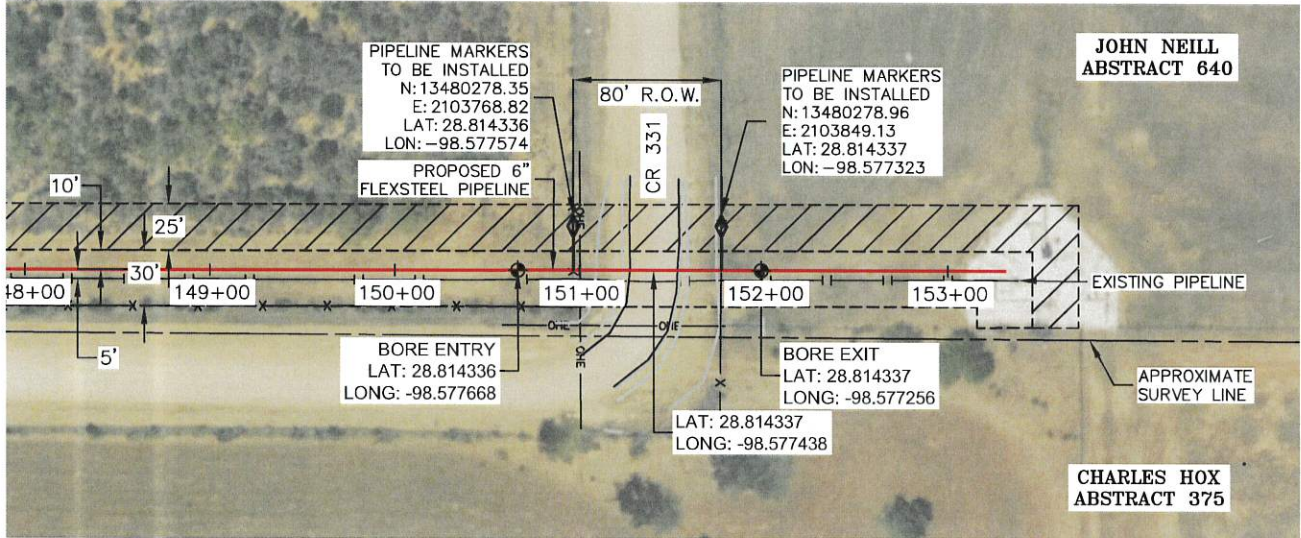 JOHN NEILL
ABSTRACT 640
PIPELINE MARKERS
TO BE INSTALLED
N: 13480278.35
E: 2103768.82
LAT: 28.814336
LON: -98.577574
80' R.O.W.
PIPELINE MARKERS
TO BE INSTALLED
N: 13480278.96
E: 2103849.13
LAT: 28.814337
LON: -98.577323
CR 331
PROPOSED 6"
FLEXSTEEL PIPELINE
10'
25'
OHE
30'
48+00
149+00
150+00
151+00
152+00
153+00
EXISTING PIPELINE
X X X X X X X X
OHE
OHE
OHE
5'
BORE ENTRY
LAT: 28.814336
LONG: -98.577668
BORE EXIT
LAT: 28.814337
LONG: -98.577256
X
APPROXIMATE
SURVEY LINE
LAT: 28.814337
LONG: -98.577438
CHARLES HOX
ABSTRACT 375